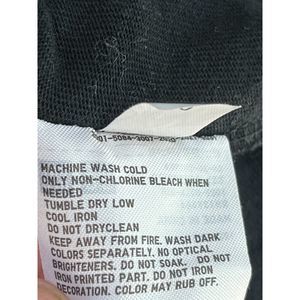 MACHINE WASH COLD
ONLY NON-CHLORINE BLEACH WHEN
NEEDED
TUMBLE DRY LOW
COOL IRON
DO NOT DRYCLEAN
KEEP AWAY FROM FIRE. WASH DARK
COLORS SEPARATELY. NO OPTICAL
BRIGHTENERS. DO NOT SOAK. DO NOT
IRON PRINTED PART. DO NOT IRON
DECORATION. COLOR MAY RUB OFF.